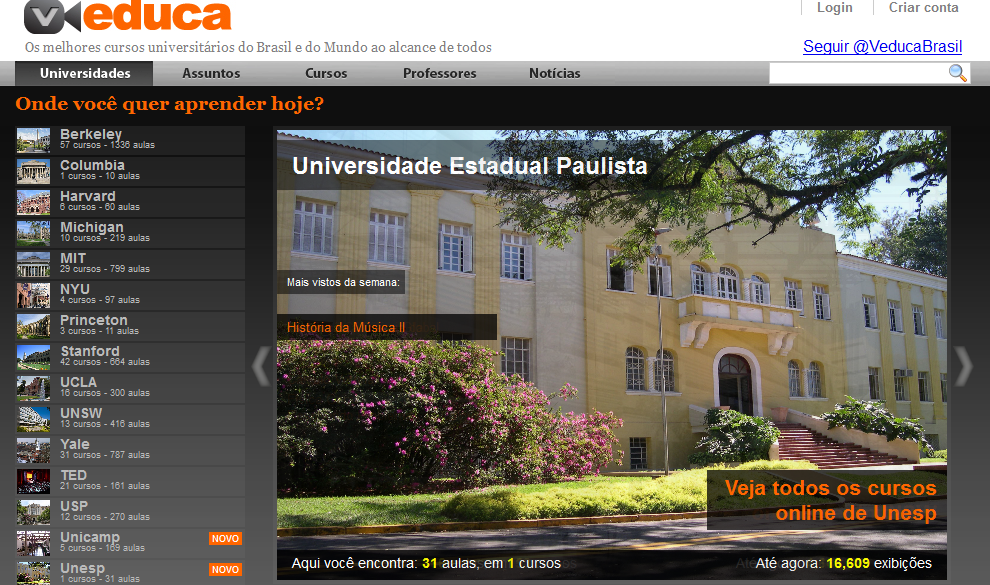 veduca
Login
Criar conta
Os melhores cursos universitários do Brasil e do Mundo ao alcance de todos
Seguir @VeducaBrasil
Universidades
Assuntos
Cursos
Professores
Notícias
Onde você quer aprender hoje?
Berkeley
57 cursos - 1336 aulas
Columbia
1 cursos - 10 aulas
Harvard
6 cursos - 60 aulas
Michigan
10 cursos - 219 aulas
MIT
29 cursos - 799 aulas
NYU
4 cursos - 97 aulas
Princeton
3 cursos - 11 aulas
Stanford
42 cursos - 664 aulas
UCLA
16 cursos - 300 aulas
UNSW
13 cursos - 416 aulas
Yale
31 cursos - 787 aulas
TED
21 cursos - 161 aulas
USP
12 cursos - 270 aulas
Unicamp
5 cursos - 169 aulas
NOVO
Unesp
1 cursos - 31 aulas
NOVO
Universidade Estadual Paulista
Mais vistos da semana:
História da Música II
Veja todos os cursos
online de Unesp
Aqui você encontra: 31 aulas, em 1 cursos
Até agora: 16,609 exibições